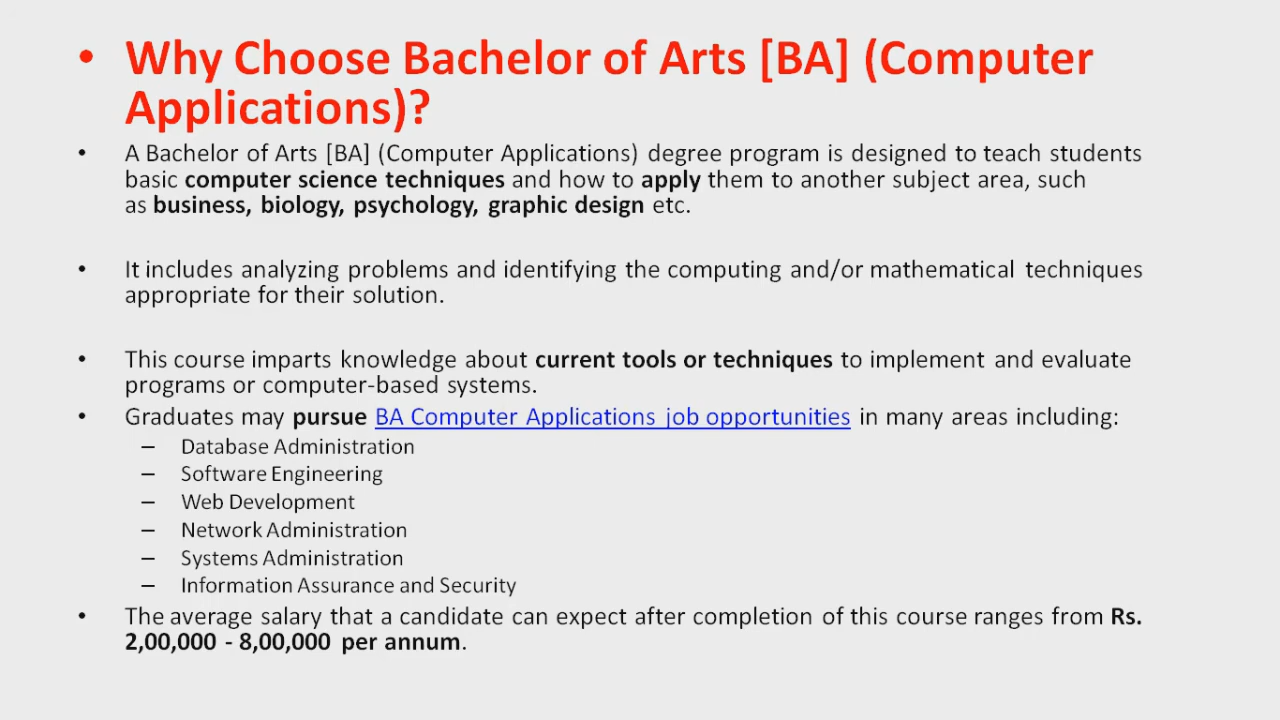 • Why Choose Bachelor of Arts [BA] (Computer
Applications)?
• A Bachelor of Arts [BA] (Computer Applications) degree program is designed to teach students
basic computer science techniques and how to apply them to another subject area, such
as business, biology, psychology, graphic design etc.
• It includes analyzing problems and identifying the computing and/or mathematical techniques
appropriate for their solution.
• This course imparts knowledge about current tools or techniques to implement and evaluate
programs or computer-based systems.
• Graduates may pursue BA Computer Applications job opportunities in many areas including:
– Database Administration
– Software Engineering
– Web Development
– Network Administration
– Systems Administration
– Information Assurance and Security
• The average salary that a candidate can expect after completion of this course ranges from Rs.
2,00,000 - 8,00,000 per annum.